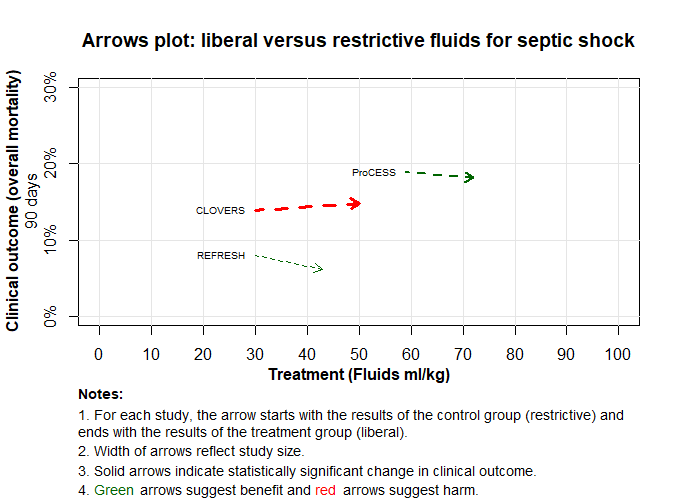 Arrows plot: liberal versus restrictive fluids for septic shock
Clinical outcome (overall mortality)
90 days
30%
20%
10%
0%
ProCESS
CLOVERS
REFRESH
0 10 20 30 40 50 60 70 80 90 100
Treatment (Fluids ml/kg)
Notes:
1. For each study, the arrow starts with the results of the control group (restrictive) and
ends with the results of the treatment group (liberal).
2. Width of arrows reflect study size.
3. Solid arrows indicate statistically significant change in clinical outcome.
4. Green arrows suggest benefit and red arrows suggest harm.